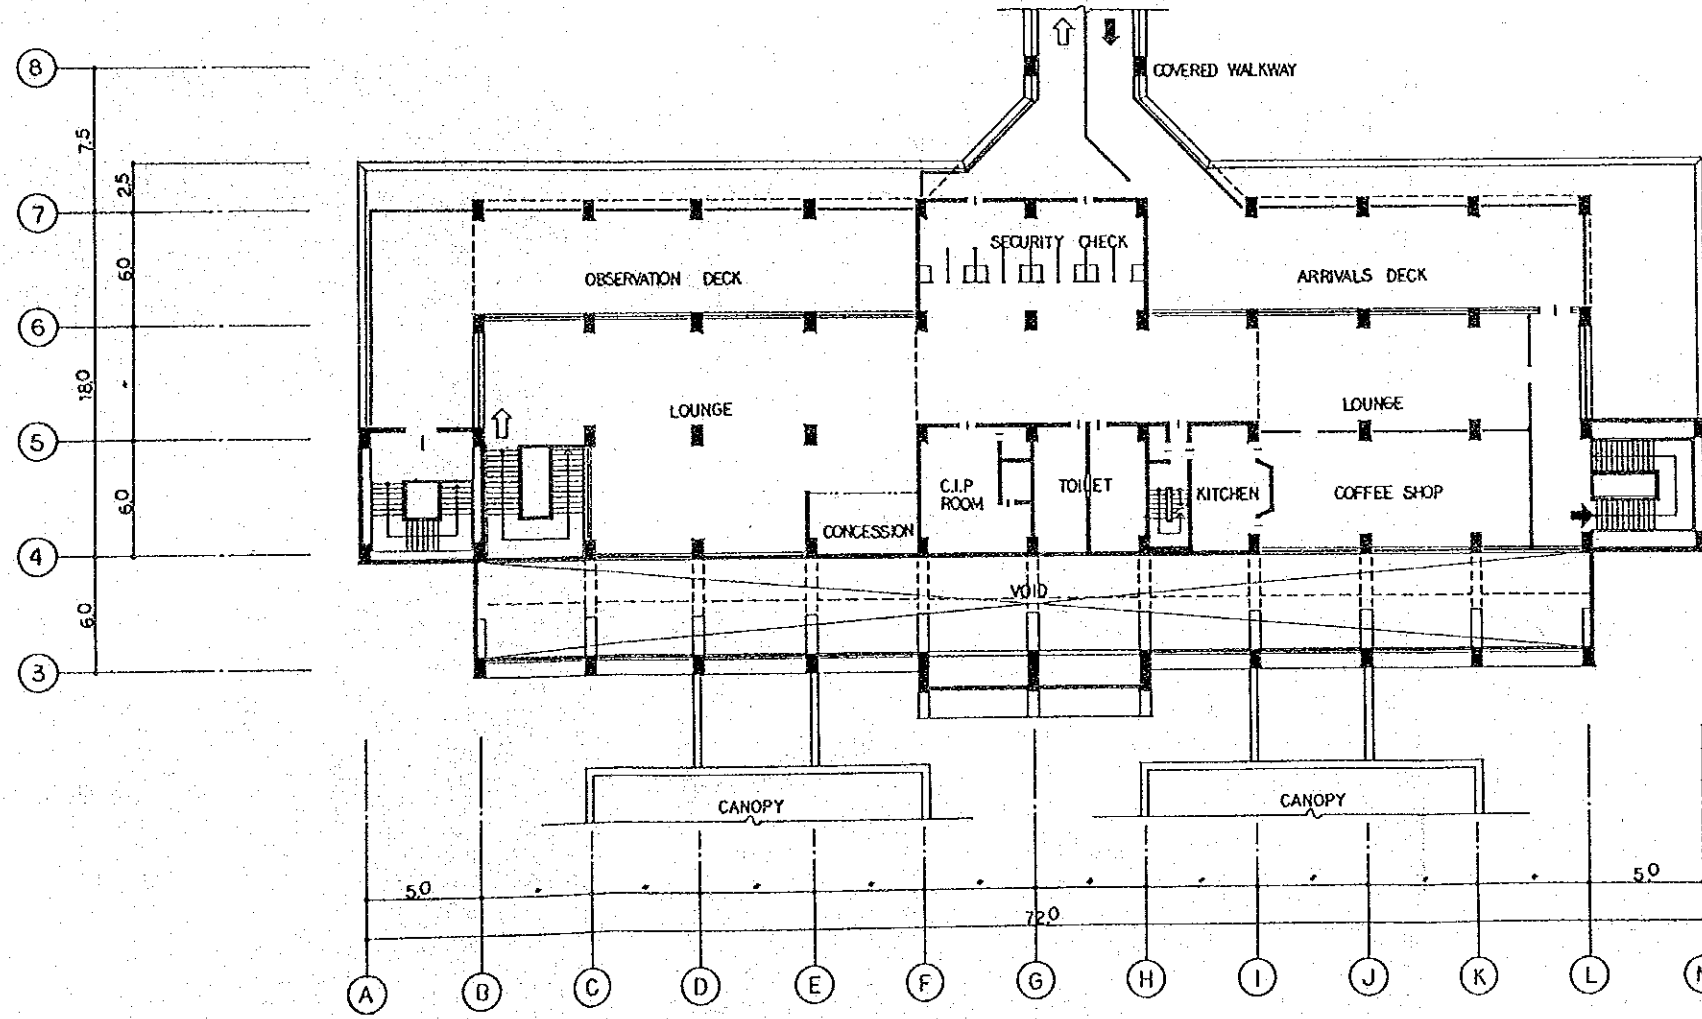 8
COVERED WALKWAY
7.5
2.5
7
SECURITY CHECK
OBSERVATION DECK
ARRIVALS DECK
6.0
6
18.0
LOUNGE
LOUNGE
5
C.I.P
ROOM
TOILET
KITCHEN
COFFEE SHOP
6.0
CONCESSION
4
VOID
6.0
3
CANOPY
CANOPY
5.0
5.0
72.0
A
B
C
D
E
F
G
H
I
J
K
L